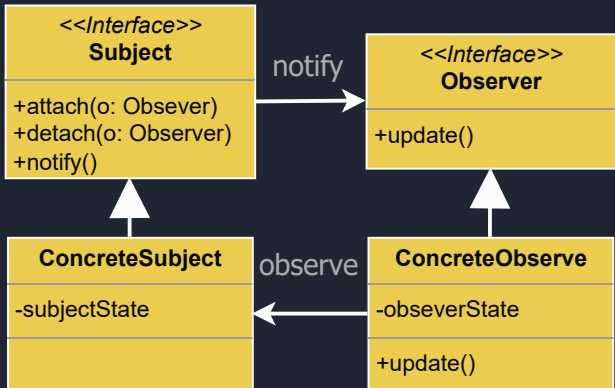 <<Interface>>
Subject
+attach(o: Obsever)
+detach(o: Observer)
+notify()
notify
<<Interface>>
Observer
+update()
ConcreteSubject
-subjectState
observe
ConcreteObserve
-obseverState
+update()